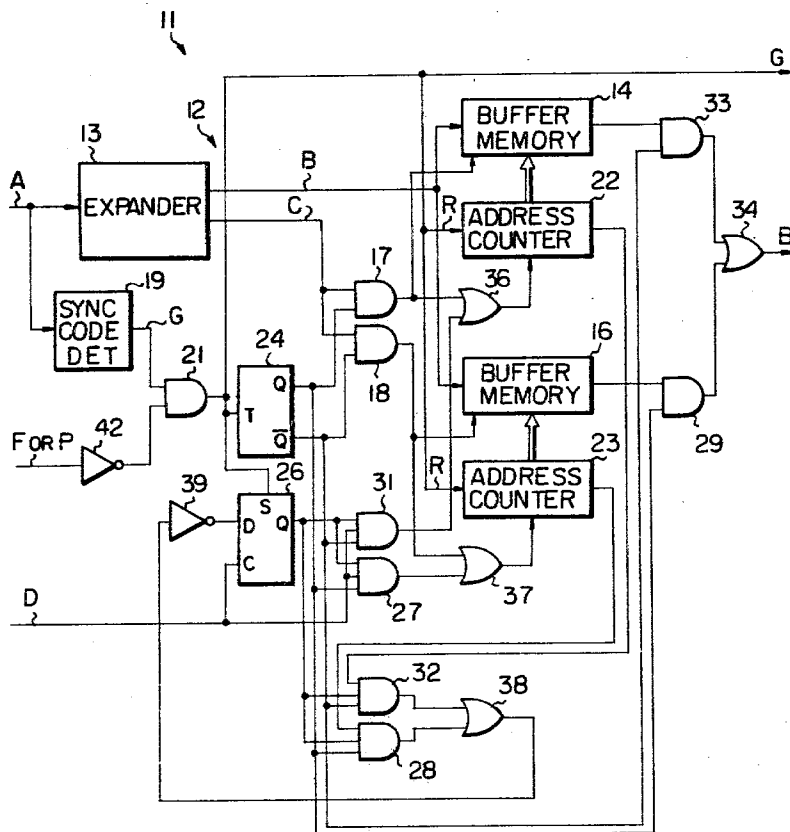 11
G
12
14
BUFFER
MEMORY
33
13
A
EXPANDER
B
C
R
22
ADDRESS
COUNTER
34
B
17
36
19
SYNC
CODE
DET
G
21
24
T
Q
Q̅
18
16
BUFFER
MEMORY
29
F OR P
42
26
S
D
Q
C
39
31
R
23
ADDRESS
COUNTER
27
37
D
32
38
28